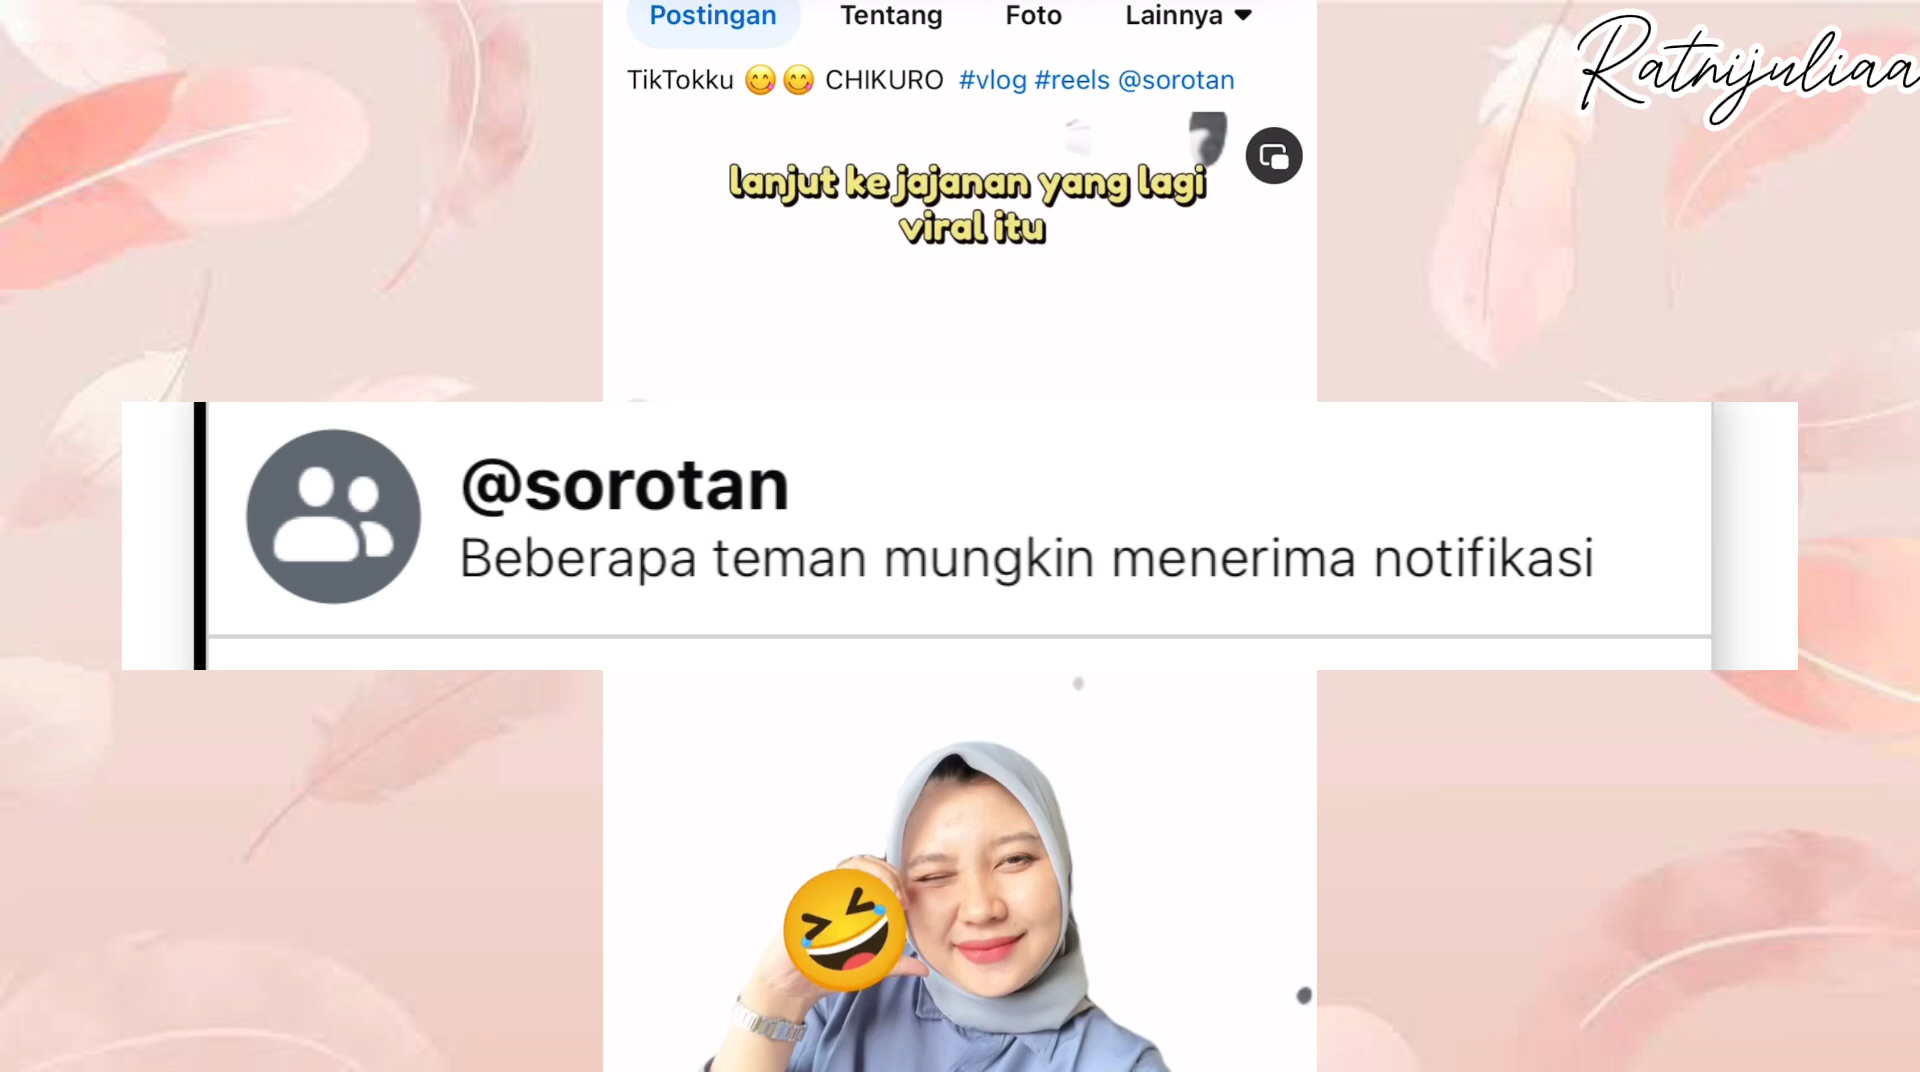 Postingan Tentang Foto Lainnya
Ratnijuliaa
TikTokku 😋😋 CHIKURO #vlog #reels @sorotan
lanjut ke jajanan yang lagi
viral itu
@sorotan
Beberapa teman mungkin menerima notifikasi